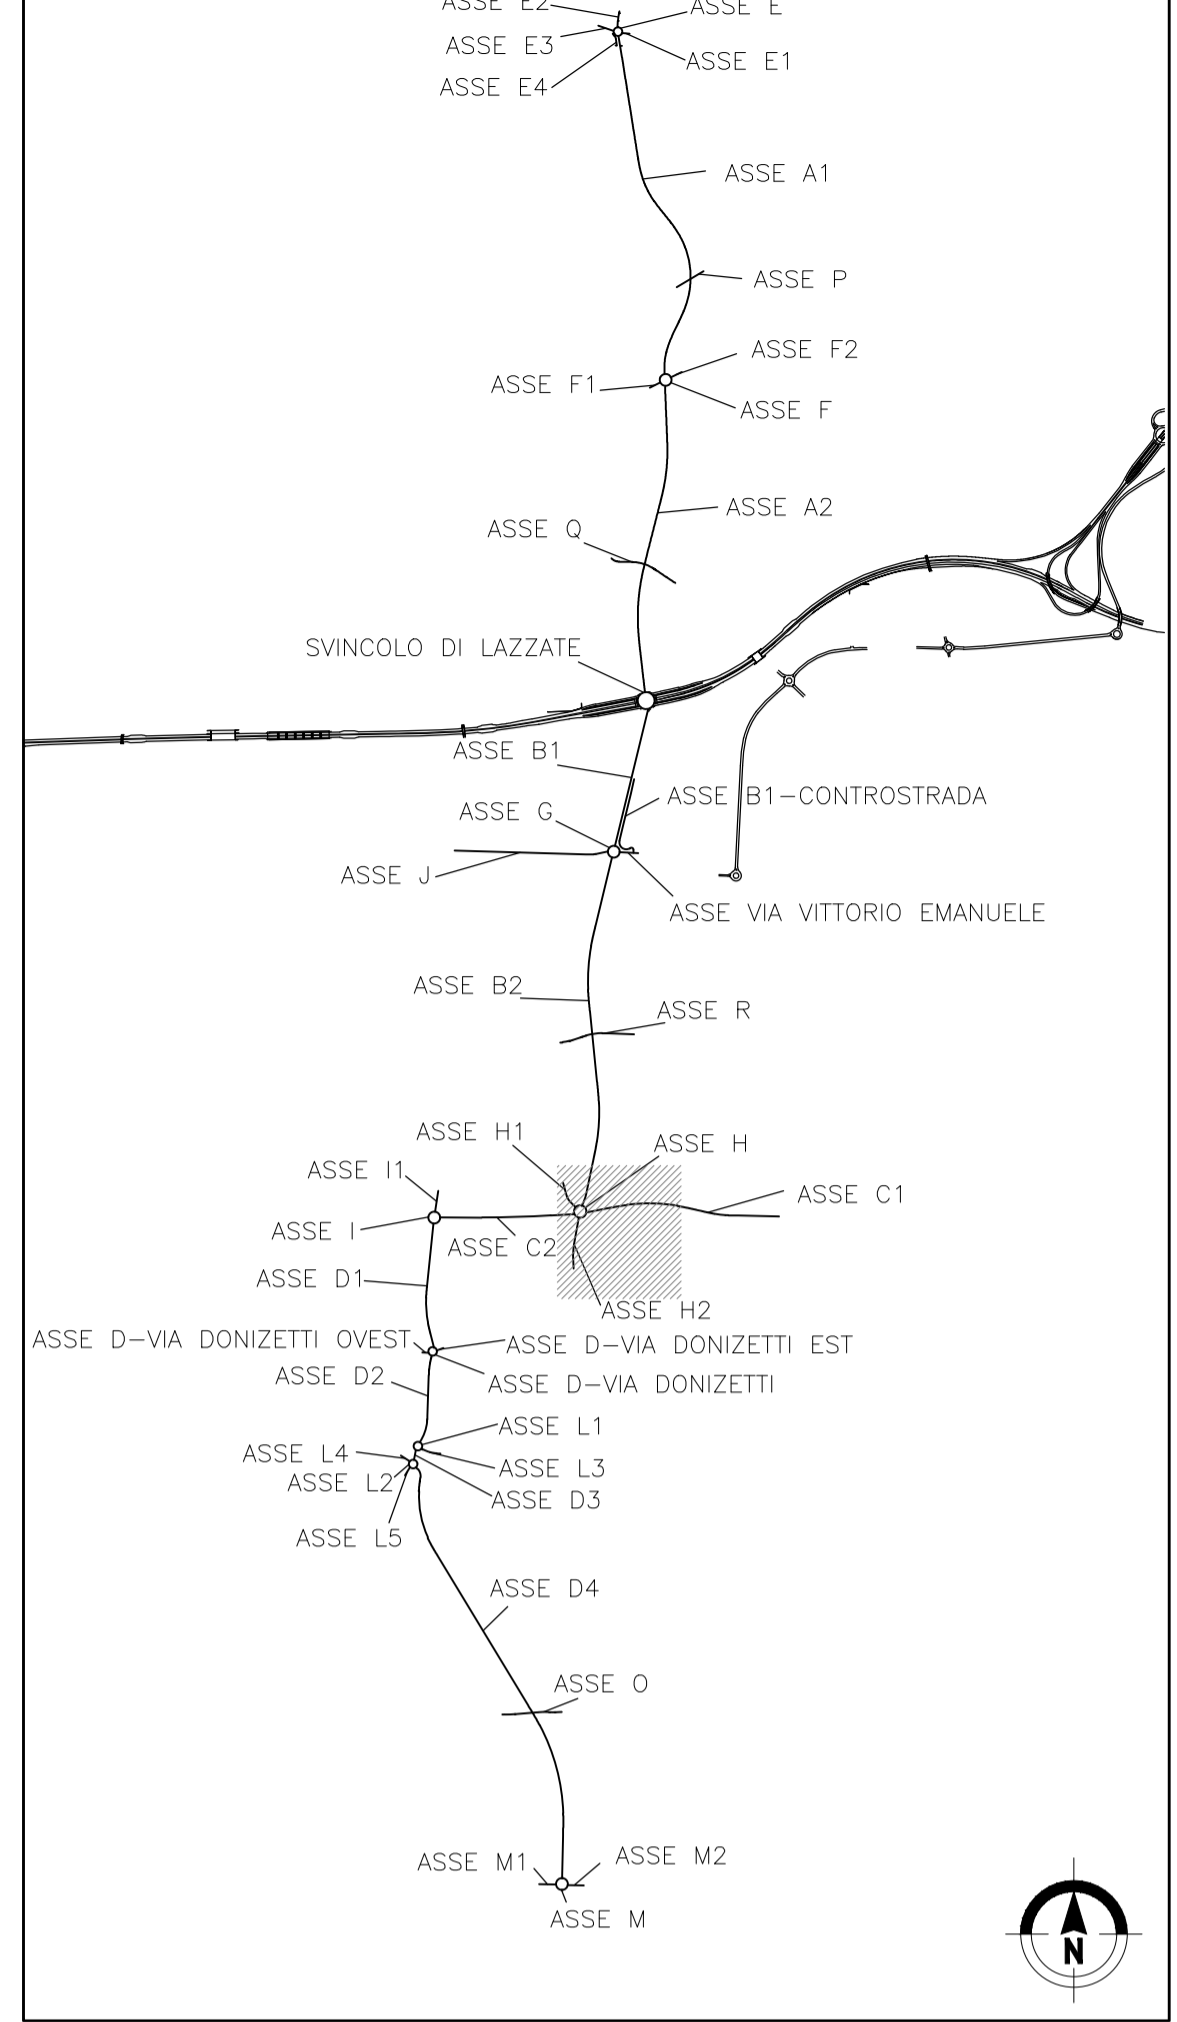 ASSE E2
ASSE E
ASSE E3
ASSE E1
ASSE E4
ASSE A1
ASSE P
ASSE F2
ASSE F1
ASSE F
ASSE A2
ASSE Q
SVINCOLO DI LAZZATE
ASSE B1
ASSE B1-CONTROSTRADA
ASSE G
ASSE J
ASSE VIA VITTORIO EMANUELE
ASSE B2
ASSE R
ASSE H1
ASSE H
ASSE I1
ASSE C1
ASSE I
ASSE C2
ASSE D1
ASSE H2
ASSE D-VIA DONIZETTI OVEST
ASSE D-VIA DONIZETTI EST
ASSE D2
ASSE D-VIA DONIZETTI
ASSE L1
ASSE L4
ASSE L3
ASSE L2
ASSE D3
ASSE L5
ASSE D4
ASSE O
ASSE M1
ASSE M2
ASSE M
N